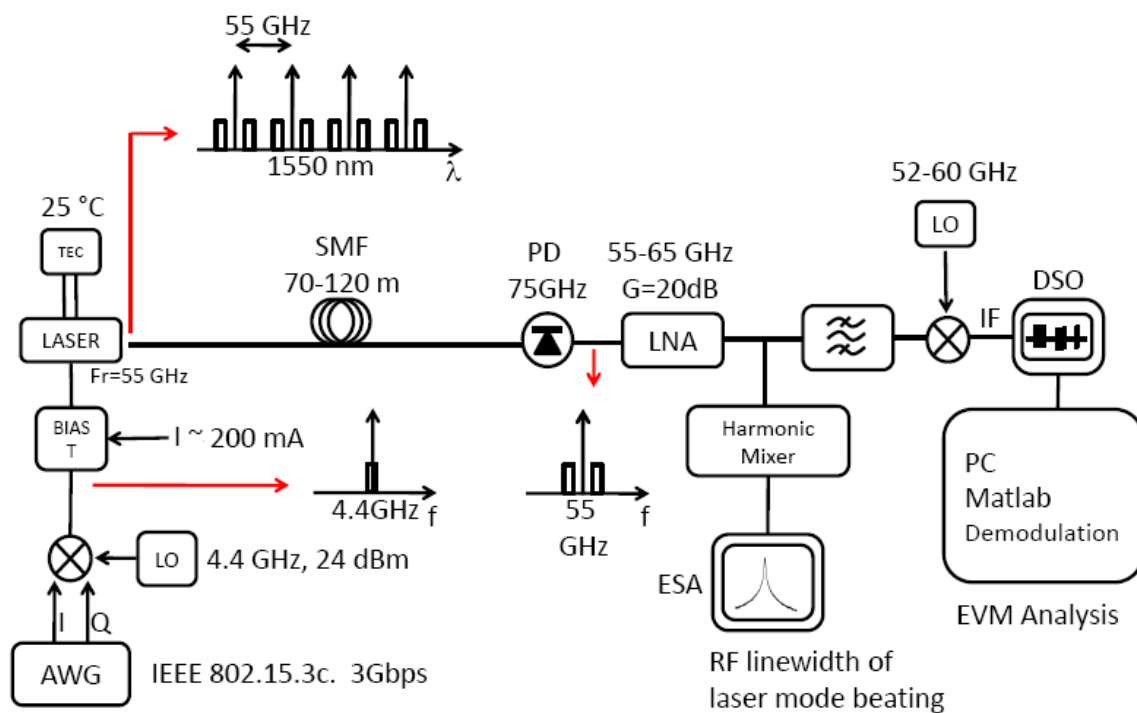 55 GHz
1550 nm
λ
25 °C
TEC
LASER
Fr=55 GHz
SMF
70-120 m
PD
75GHz
55-65 GHz
G=20dB
LNA
52-60 GHz
LO
IF
DSO
BIAS
T
I ~ 200 mA
4.4GHz
f
55
GHz
f
Harmonic
Mixer
PC
Matlab
Demodulation
LO
4.4 GHz, 24 dBm
ESA
EVM Analysis
I
Q
AWG
IEEE 802.15.3c. 3Gbps
RF linewidth of
laser mode beating